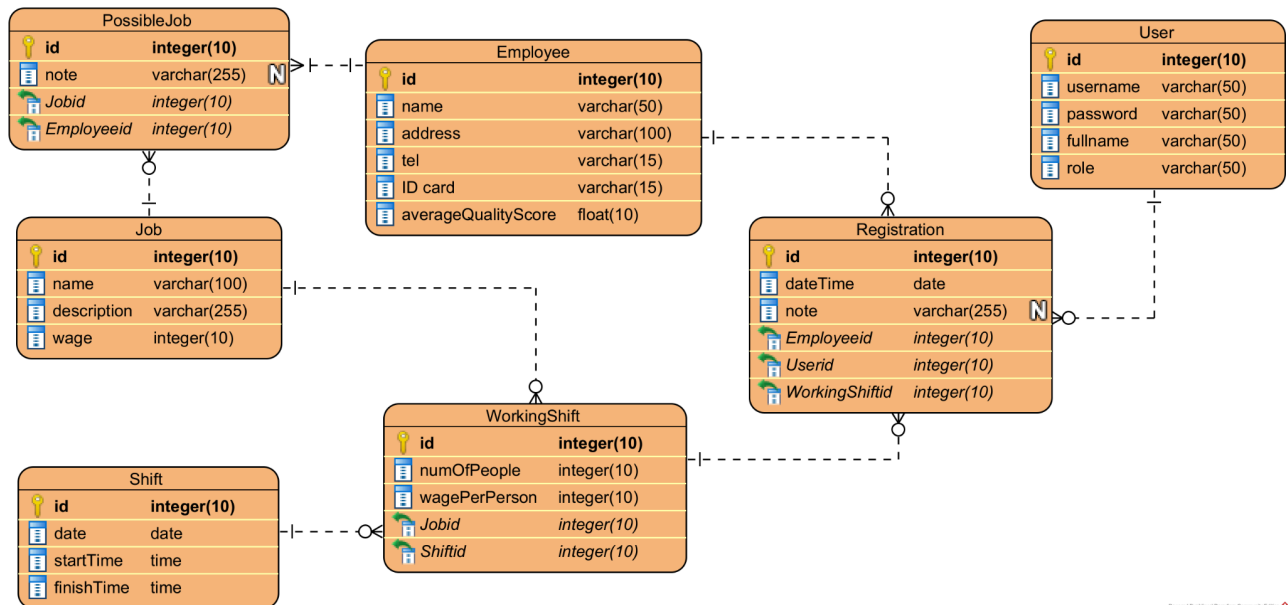 PossibleJob
id integer(10)
note varchar(255) N
Jobid integer(10)
Employeeid integer(10)
Employee
id integer(10)
name varchar(50)
address varchar(100)
tel varchar(15)
ID card varchar(15)
averageQualityScore float(10)
User
id integer(10)
username varchar(50)
password varchar(50)
fullname varchar(50)
role varchar(50)
Job
id integer(10)
name varchar(100)
description varchar(255)
wage integer(10)
Registration
id integer(10)
dateTime date
note varchar(255) N
Employeeid integer(10)
Userid integer(10)
WorkingShiftid integer(10)
WorkingShift
id integer(10)
numOfPeople integer(10)
wagePerPerson integer(10)
Jobid integer(10)
Shiftid integer(10)
Shift
id integer(10)
date date
startTime time
finishTime time